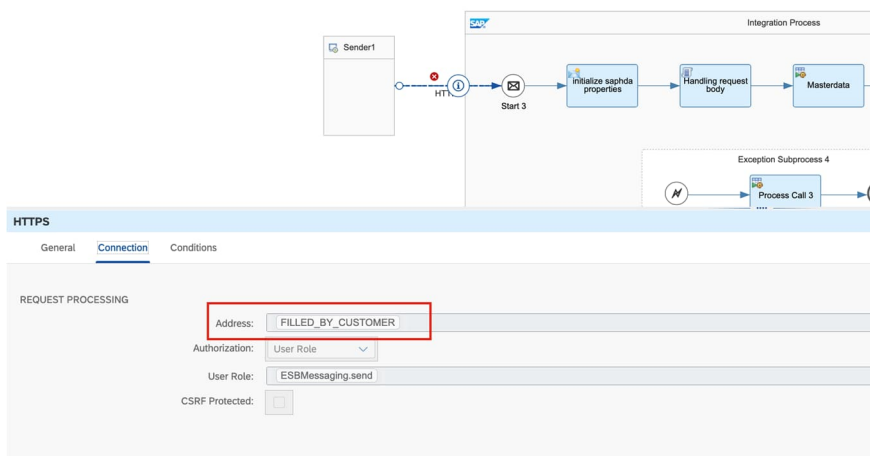 SAP
Integration Process
Sender1
HTT
Start 3
initialize saphda
properties
Handling request
body
Masterdata
Exception Subprocess 4
Process Call 3
HTTPS
General
Connection
Conditions
REQUEST PROCESSING
Address: FILLED_BY_CUSTOMER
Authorization: User Role
User Role: ESBMessaging.send
CSRF Protected: